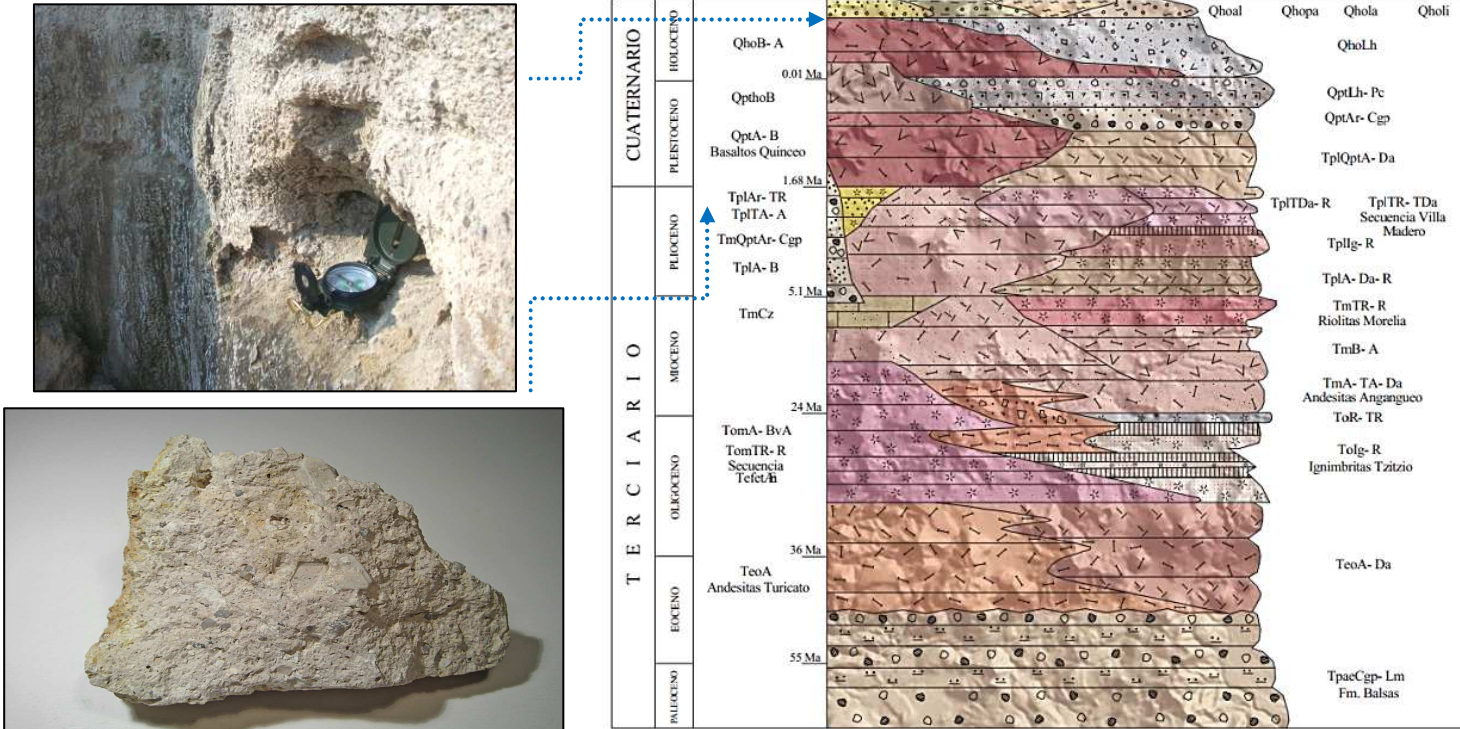 CUATERNARIO
TERCIARIO
HOLOCENO
PLEISTOCENO
PLIOCENO
MIOCENO
OLIGOCENO
EOCENO
PALEOCENO
QhoB- A
0.01 Ma
QpthoB
QptA- B
Basaltos Quinceo
1.68 Ma
TplAr- TR
TplTA- A
TmQptAr- Cgp
TplA- B
5.1 Ma
TmCz
24 Ma
TomA- BvA
TomTR- R
Secuencia
36 Ma
TeoA
Andesitas Turicato
55 Ma
Qhoal Qhopa Qhola Qholi
QhoLh
QptLh- Pc
QptAr- Cgp
TplQptA- Da
TplTDa- R TplTR- TDa
Secuencia Villa
Madero
TplIg- R
TplA- Da- R
TmTR- R
Riolitas Morelia
TmB- A
TmA- TA- Da
Andesitas Angangueo
ToR- TR
ToIg- R
Ignimbritas Tzitzio
TeoA- Da
TpaeCgp- Lm
Fm. Balsas